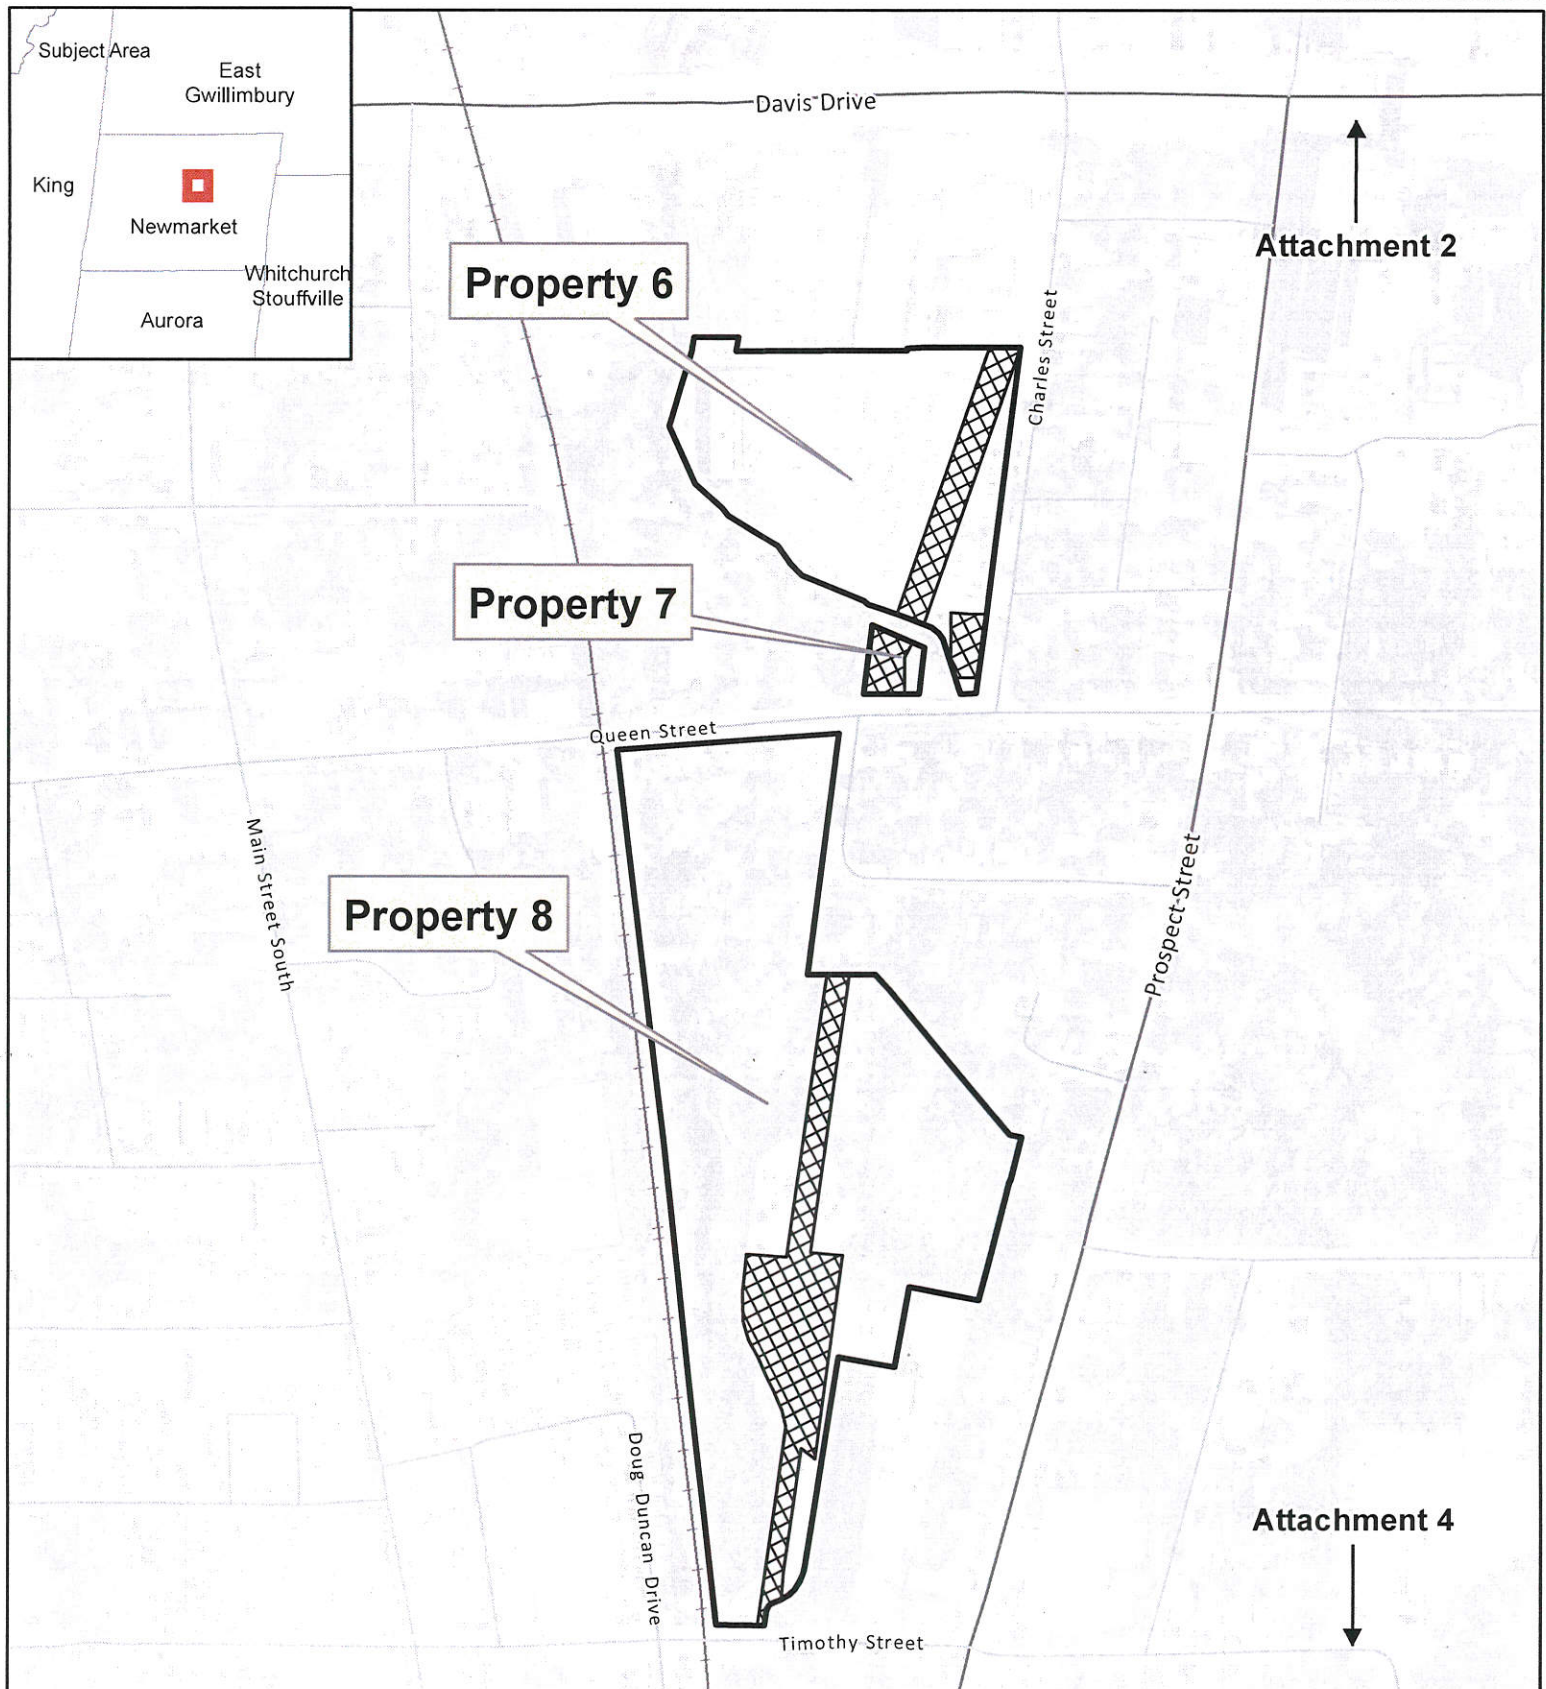 Subject Area
East
Gwillimbury
King
Newmarket
Whitchurch
Stouffville
Aurora
Davis Drive
Attachment 2
Property 6
Charles Street
Property 7
Queen Street
Main Street South
Property 8
Prospect Street
Doug Duncan Drive
Attachment 4
Timothy Street